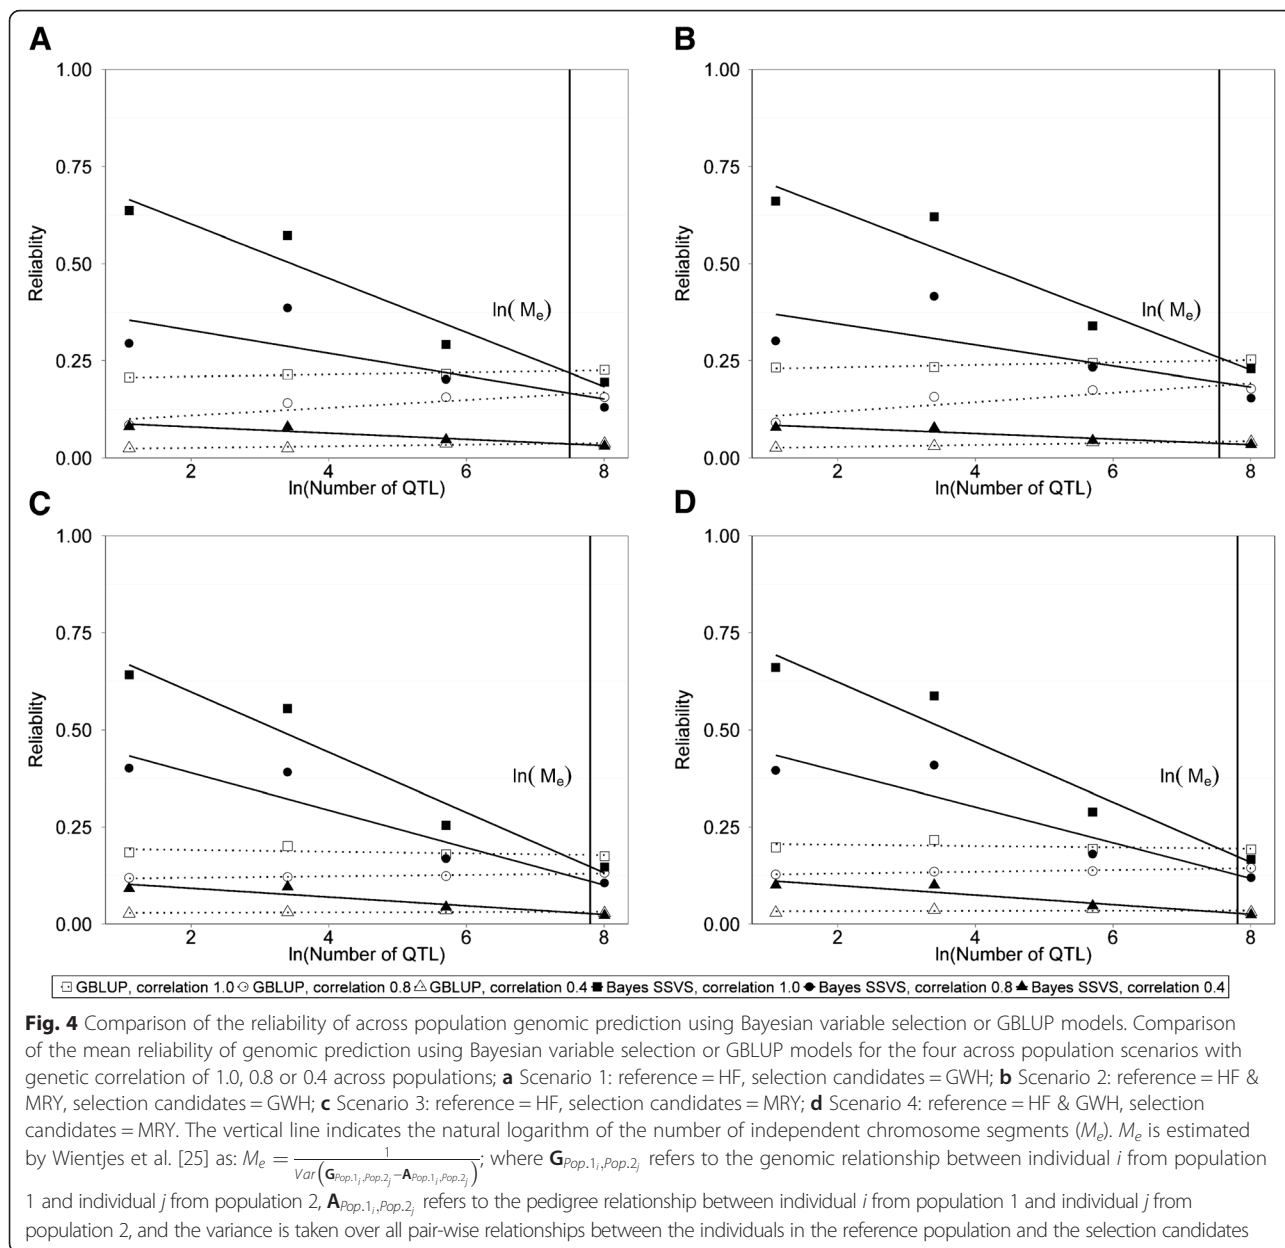 A
1.00
0.75
0.50
0.25
0.00
Reliablity
ln( Me)
2 4 6 8
ln(Number of QTL)
B
1.00
0.75
0.50
0.25
0.00
Reliablity
ln( Me)
2 4 6 8
ln(Number of QTL)
C
1.00
0.75
0.50
0.25
0.00
Reliablity
ln( Me)
2 4 6 8
ln(Number of QTL)
D
1.00
0.75
0.50
0.25
0.00
Reliablity
ln( Me)
2 4 6 8
ln(Number of QTL)
GBLUP, correlation 1.0 GBLUP, correlation 0.8 GBLUP, correlation 0.4 Bayes SSVS, correlation 1.0 Bayes SSVS, correlation 0.8 Bayes SSVS, correlation 0.4
Fig. 4 Comparison of the reliability of across population genomic prediction using Bayesian variable selection or GBLUP models. Comparison
of the mean reliability of genomic prediction using Bayesian variable selection or GBLUP models for the four across population scenarios with
genetic correlation of 1.0, 0.8 or 0.4 across populations; a Scenario 1: reference = HF, selection candidates = GWH; b Scenario 2: reference = HF &
MRY, selection candidates = GWH; c Scenario 3: reference = HF, selection candidates = MRY; d Scenario 4: reference = HF & GWH, selection
candidates = MRY. The vertical line indicates the natural logarithm of the number of independent chromosome segments (Me). Me is estimated
by Wientjes et al. [25] as: Me = 1 / Var(GPop.1i,Pop.2j − APop.1i,Pop.2j); where GPop.1i,Pop.2j refers to the genomic relationship between individual i from population
1 and individual j from population 2, APop.1i,Pop.2j refers to the pedigree relationship between individual i from population 1 and individual j from
population 2, and the variance is taken over all pair-wise relationships between the individuals in the reference population and the selection candidates